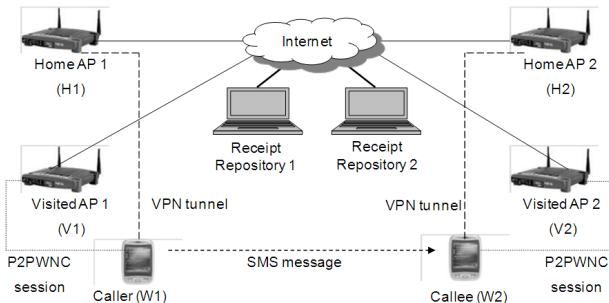 Internet
Home AP 1
(H1)
Home AP 2
(H2)
Receipt
Repository 1
Receipt
Repository 2
Visited AP 1
(V1)
VPN tunnel
VPN tunnel
Visited AP 2
(V2)
P2PWNC
session
SMS message
P2PWNC
session
Caller (W1)
Callee (W2)